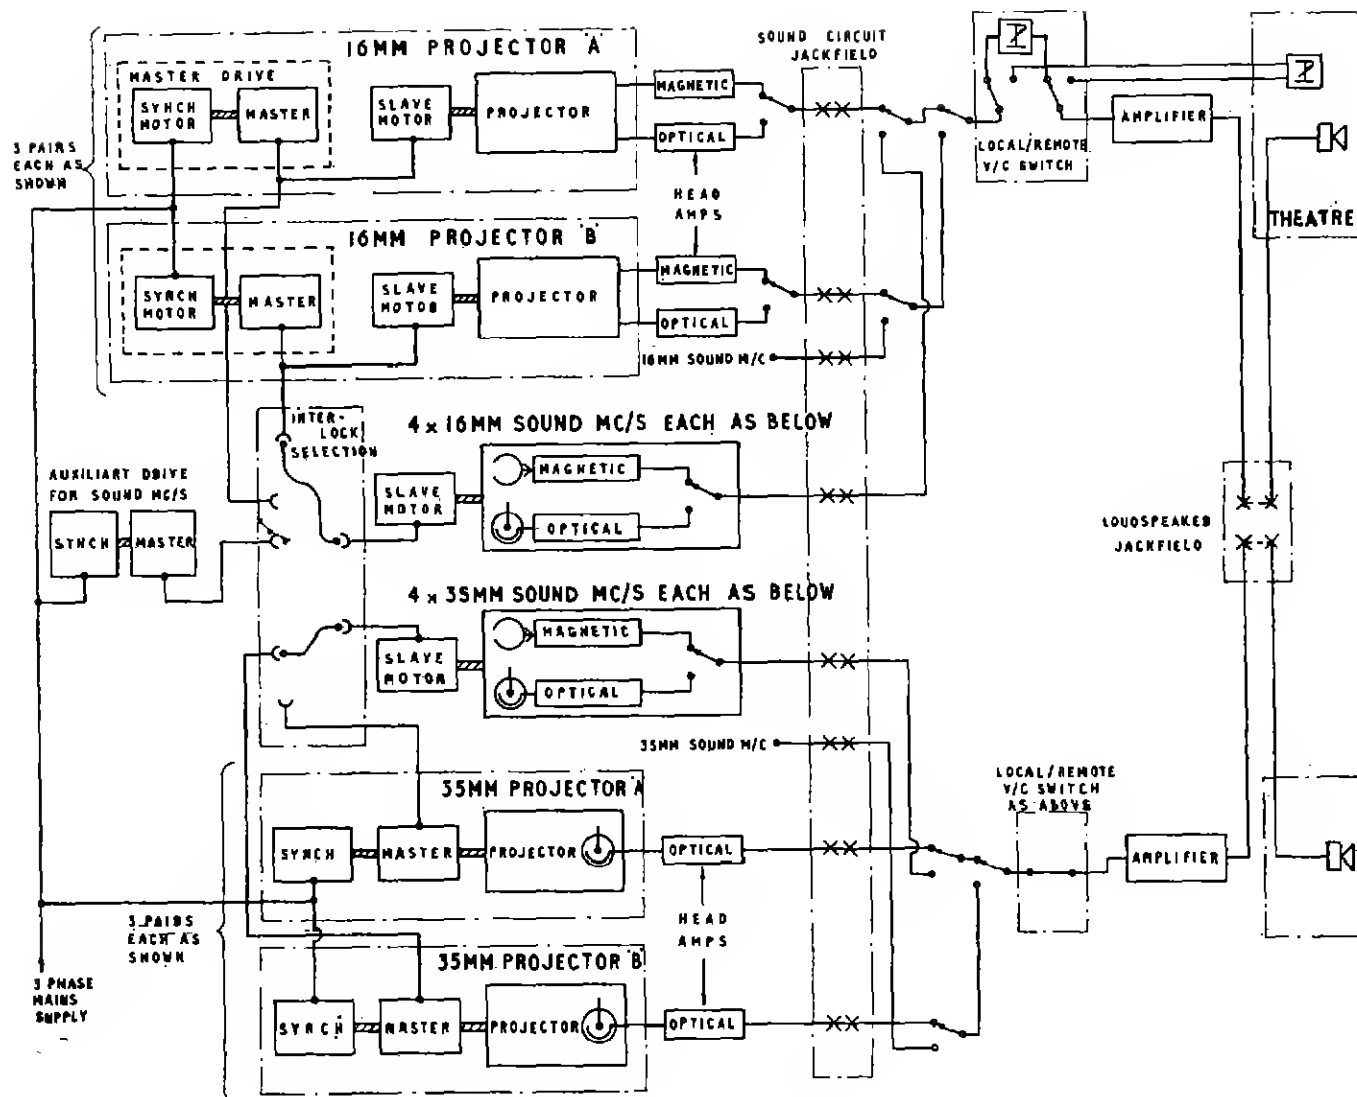 16MM PROJECTOR 'A'
MASTER DRIVE
SYNCH
MOTOR
MASTER
SLAVE
MOTOR
PROJECTOR
MAGNETIC
OPTICAL
SOUND CIRCUIT
JACKFIELD
LOCAL/REMOTE
V/C SWITCH
AMPLIFIER
THEATRE
3 PAIRS
EACH AS
SHOWN
HEAD
AMPS
16MM PROJECTOR 'B'
SYNCH
MOTOR
MASTER
SLAVE
MOTOR
PROJECTOR
MAGNETIC
OPTICAL
16MM SOUND M/C
INTER-
LOCK
SELECTION
4 x 16MM SOUND MC/S EACH AS BELOW
AUXILIARY DRIVE
FOR SOUND MC/S
SYNCH
MASTER
SLAVE
MOTOR
MAGNETIC
OPTICAL
LOUDSPEAKER
JACKFIELD
4 x 35MM SOUND MC/S EACH AS BELOW
SLAVE
MOTOR
MAGNETIC
OPTICAL
35MM SOUND M/C
35MM PROJECTOR 'A'
SYNCH
MASTER
PROJECTOR
OPTICAL
LOCAL/REMOTE
V/C SWITCH
AS ABOVE
AMPLIFIER
3 PAIRS
EACH AS
SHOWN
HEAD
AMPS
35MM PROJECTOR 'B'
SYNCH
MASTER
PROJECTOR
OPTICAL
3 PHASE
MAINS
SUPPLY